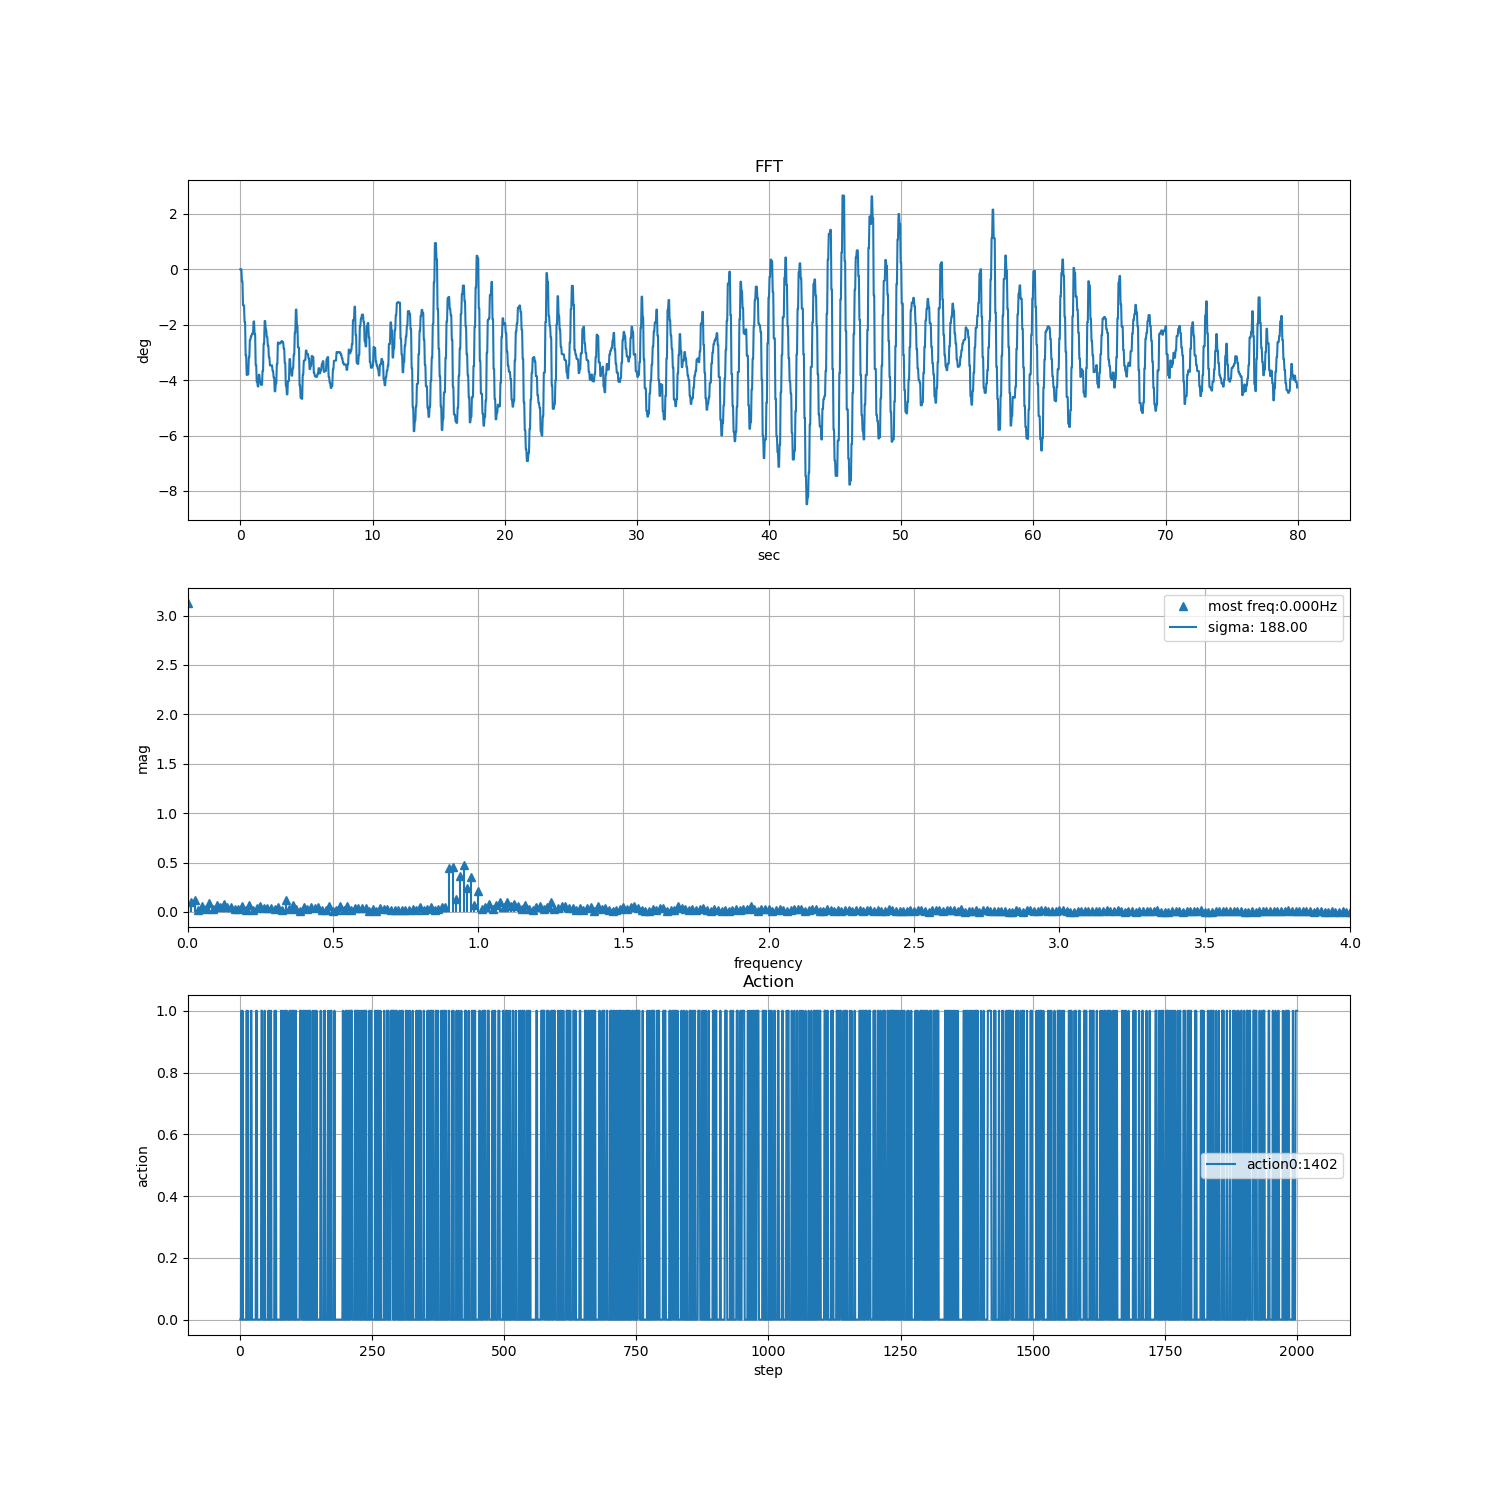 FFT
2
0
−2
−4
−6
−8
deg
0 10 20 30 40 50 60 70 80
sec
3.0
2.5
2.0
1.5
1.0
0.5
0.0
mag
most freq:0.000Hz
sigma: 188.00
0.0 0.5 1.0 1.5 2.0 2.5 3.0 3.5 4.0
frequency
Action
1.0
0.8
0.6
0.4
0.2
0.0
action
action0:1402
0 250 500 750 1000 1250 1500 1750 2000
step